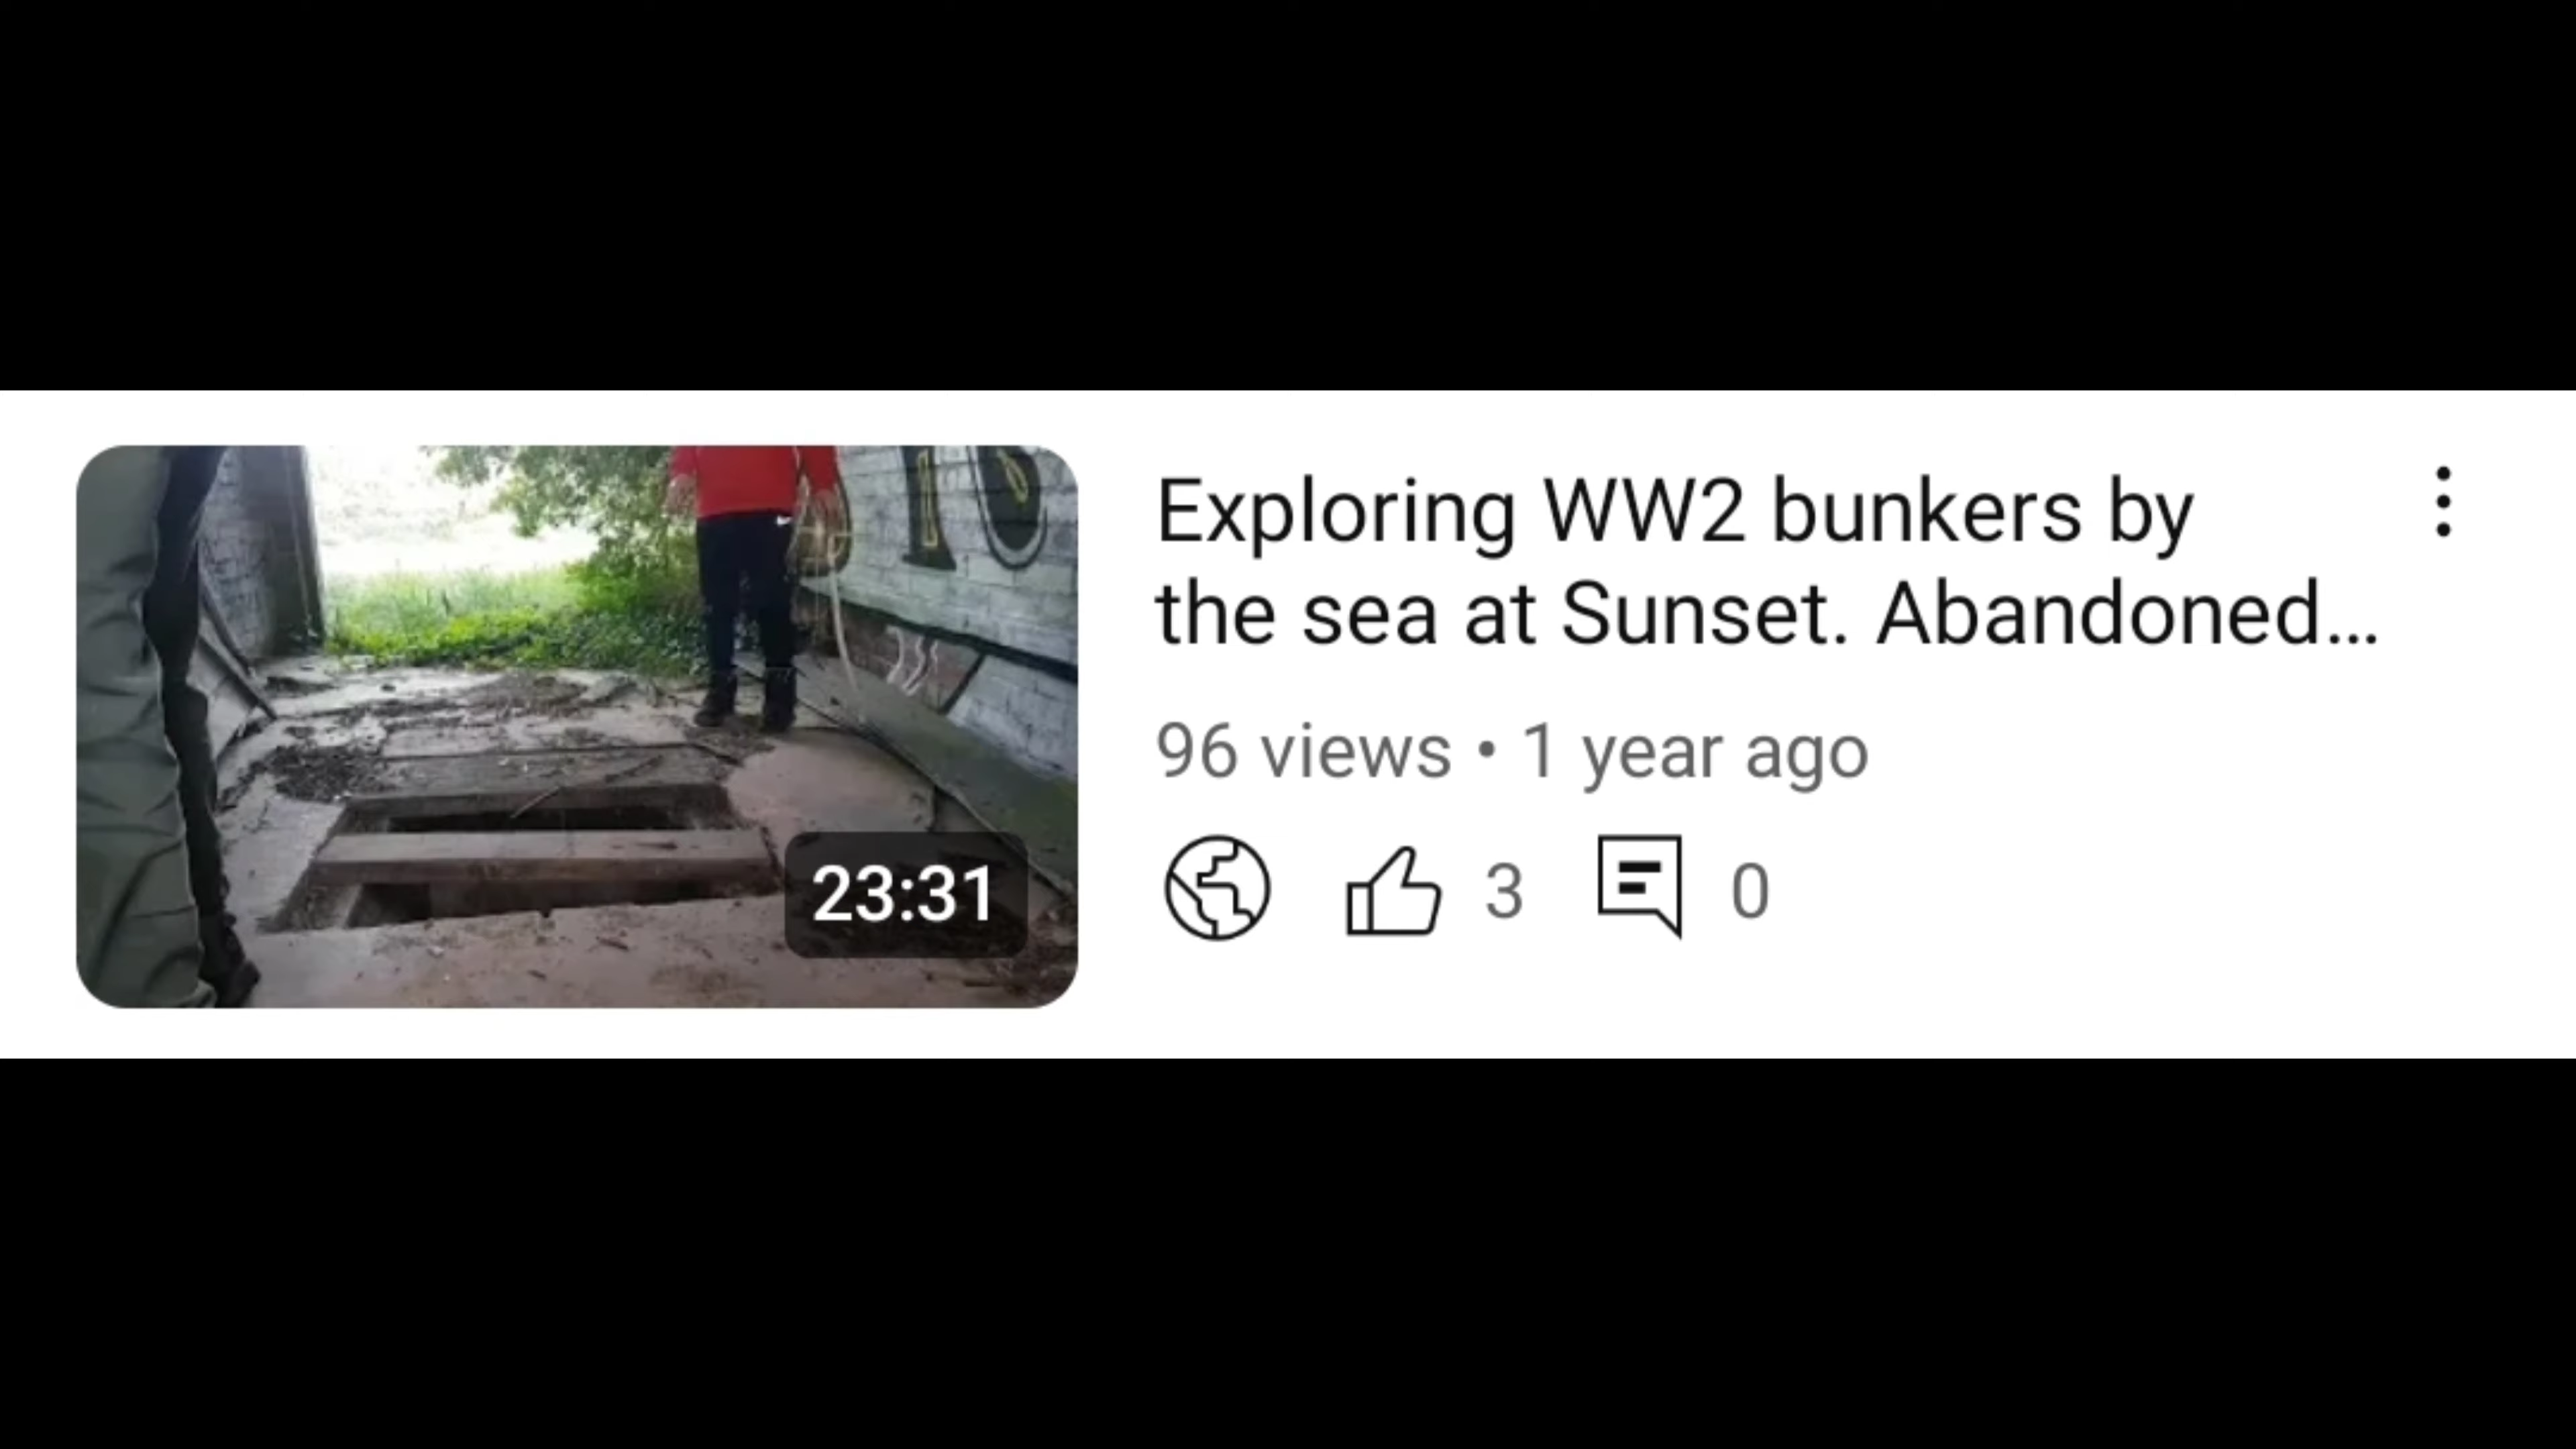 23:31
Exploring WW2 bunkers by
the sea at Sunset. Abandoned...
96 views • 1 year ago
3 0